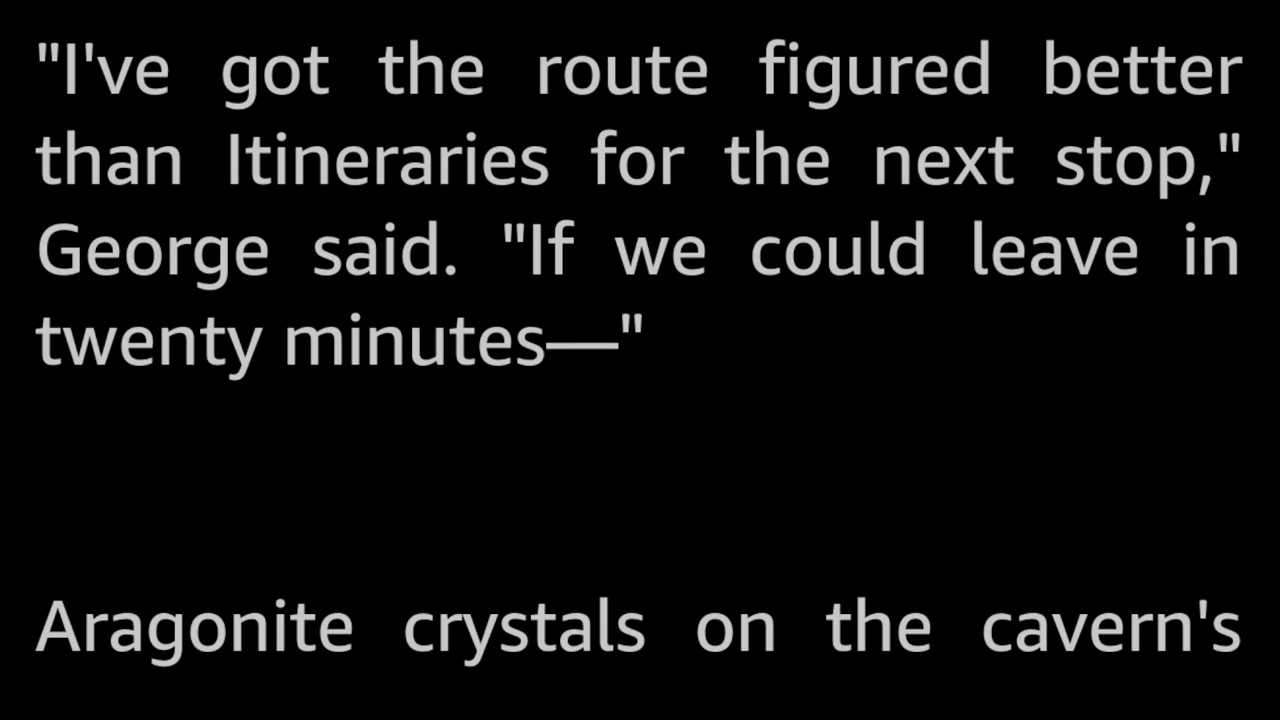 "I've got the route figured better
than Itineraries for the next stop,"
George said. "If we could leave in
twenty minutes—"
Aragonite crystals on the cavern's